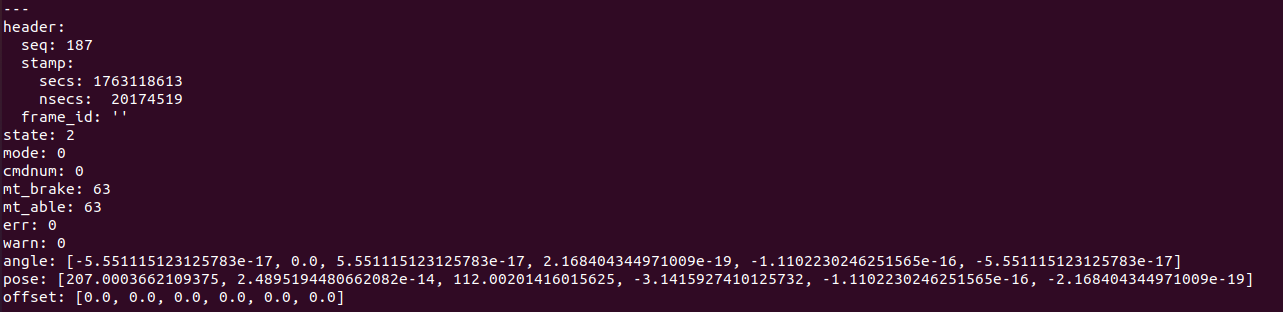 ---
header:
  seq: 187
  stamp:
    secs: 1763118613
    nsecs:  20174519
  frame_id: ''
state: 2
mode: 0
cmdnum: 0
mt_brake: 63
mt_able: 63
err: 0
warn: 0
angle: [-5.551115123125783e-17, 0.0, 5.551115123125783e-17, 2.168404344971009e-19, -1.1102230246251565e-16, -5.551115123125783e-17]
pose: [207.0003662109375, 2.4895194480662082e-14, 112.00201416015625, -3.1415927410125732, -1.1102230246251565e-16, -2.168404344971009e-19]
offset: [0.0, 0.0, 0.0, 0.0, 0.0, 0.0]